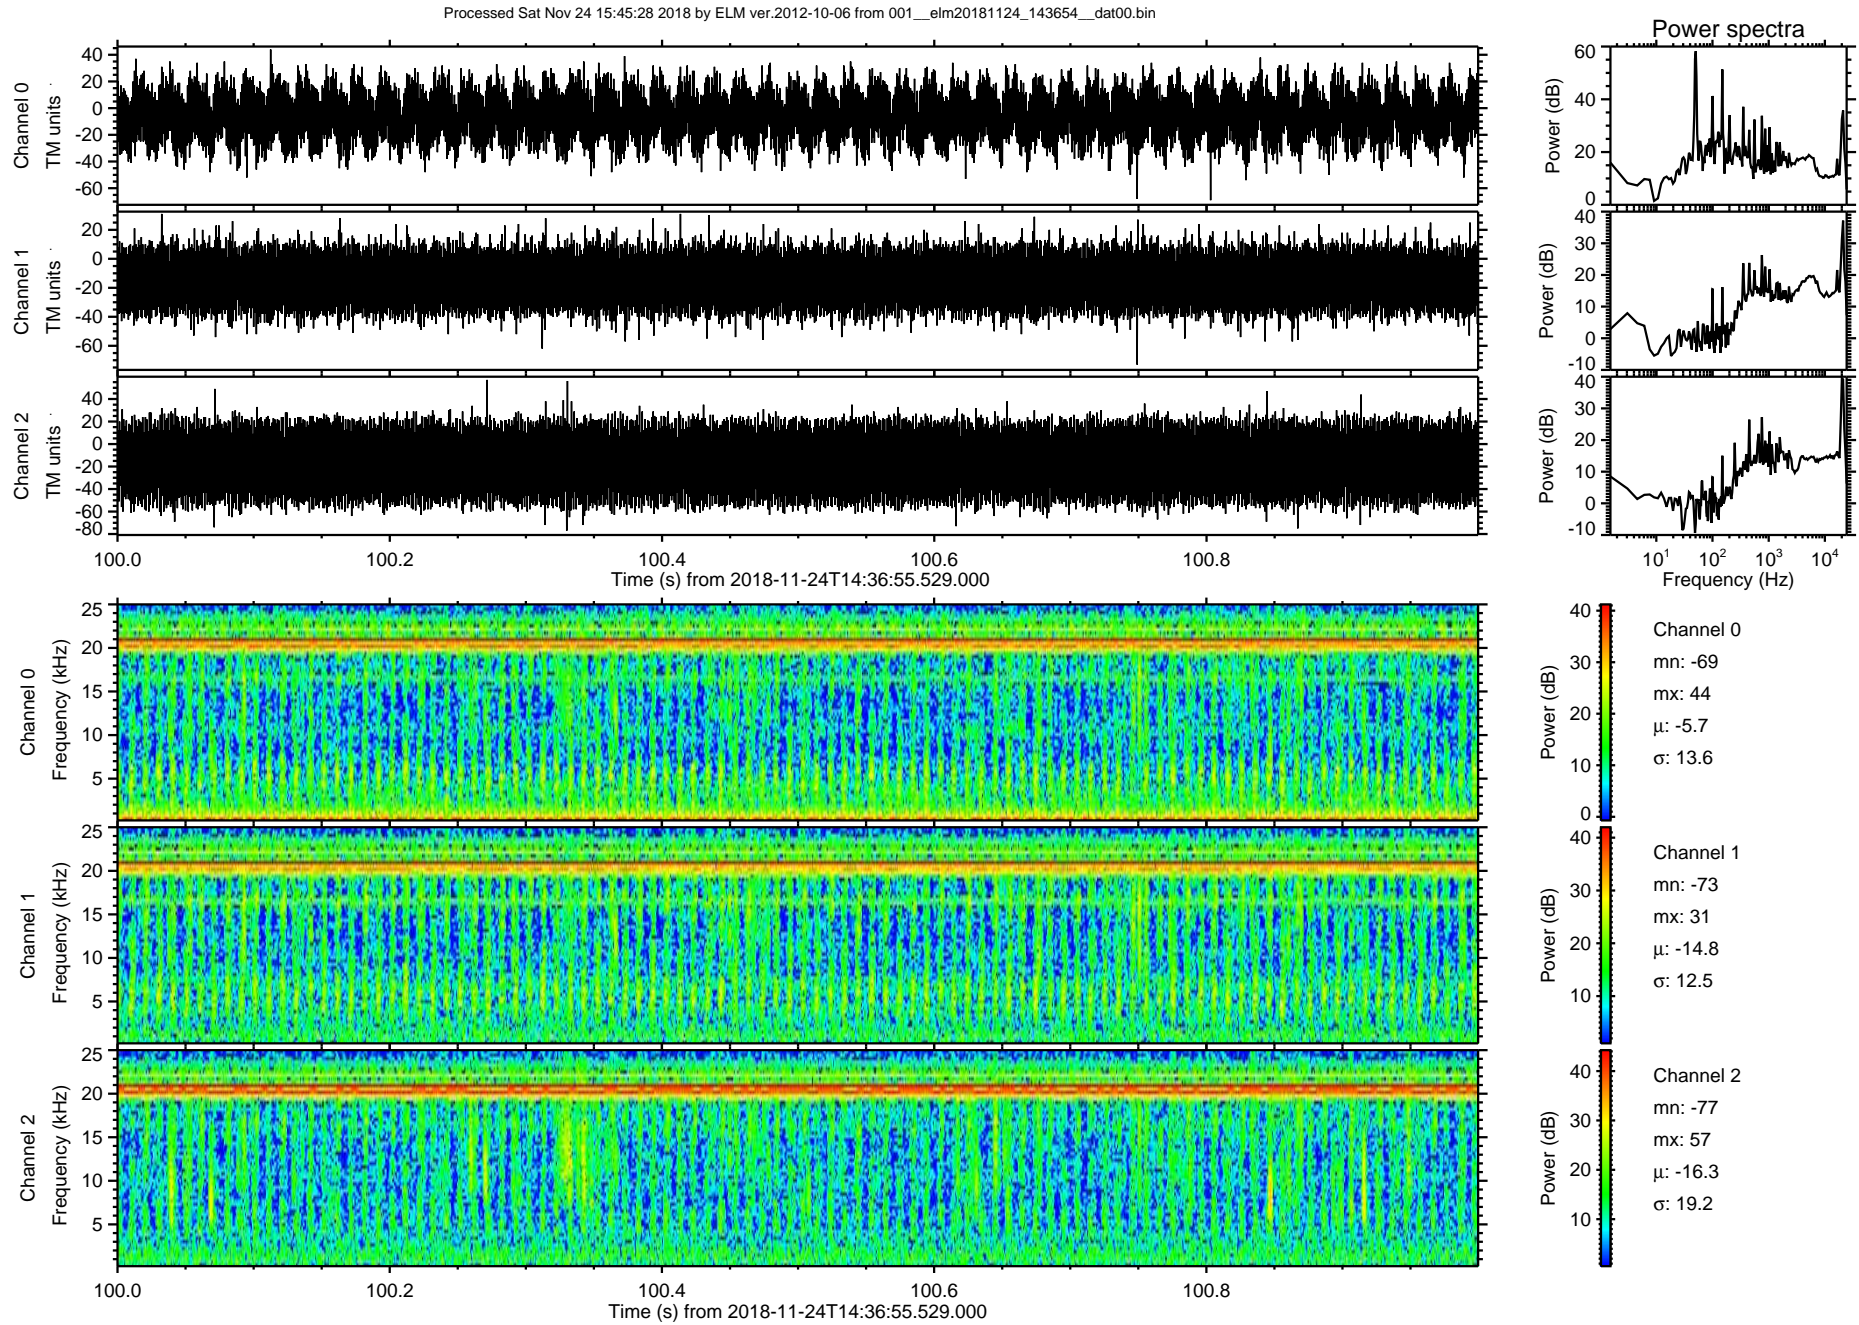 Processed Sat Nov 24 15:45:28 2018 by ELM ver.2012-10-06 from 001__elm20181124_143654__dat00.bin
Power spectra
Channel 0
TM units
40
20
0
-20
-40
-60
Power (dB)
60
40
20
0
Channel 1
TM units
20
0
-20
-40
-60
Power (dB)
40
30
20
10
0
-10
Channel 2
TM units
40
20
0
-20
-40
-60
-80
Power (dB)
40
30
20
10
0
-10
100.0 100.2 100.4 100.6 100.8
Time (s) from 2018-11-24T14:36:55.529.000
10¹ 10² 10³ 10⁴
Frequency (Hz)
Channel 0
Frequency (kHz)
25
20
15
10
5
Power (dB)
40
30
20
10
0
Channel 0
mn: -69
mx: 44
μ: -5.7
σ: 13.6
Channel 1
Frequency (kHz)
25
20
15
10
5
Power (dB)
40
30
20
10
Channel 1
mn: -73
mx: 31
μ: -14.8
σ: 12.5
Channel 2
Frequency (kHz)
25
20
15
10
5
Power (dB)
40
30
20
10
Channel 2
mn: -77
mx: 57
μ: -16.3
σ: 19.2
100.0 100.2 100.4 100.6 100.8
Time (s) from 2018-11-24T14:36:55.529.000